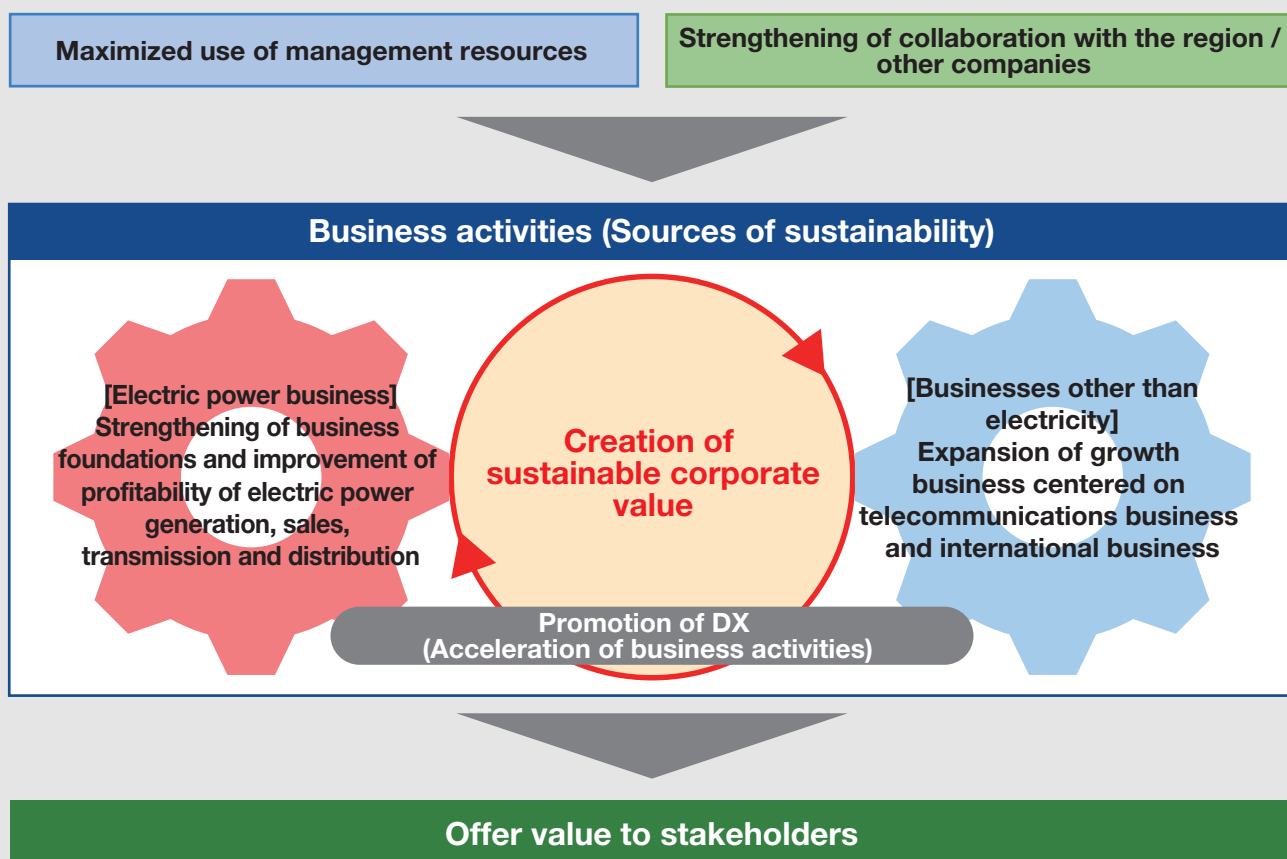 Maximized use of management resources
Strengthening of collaboration with the region /
other companies
Business activities (Sources of sustainability)
[Electric power business]
Strengthening of business
foundations and improvement of
profitability of electric power
generation, sales,
transmission and distribution
Creation of
sustainable corporate
value
[Businesses other than
electricity]
Expansion of growth
business centered on
telecommunications business
and international business
Promotion of DX
(Acceleration of business activities)
Offer value to stakeholders